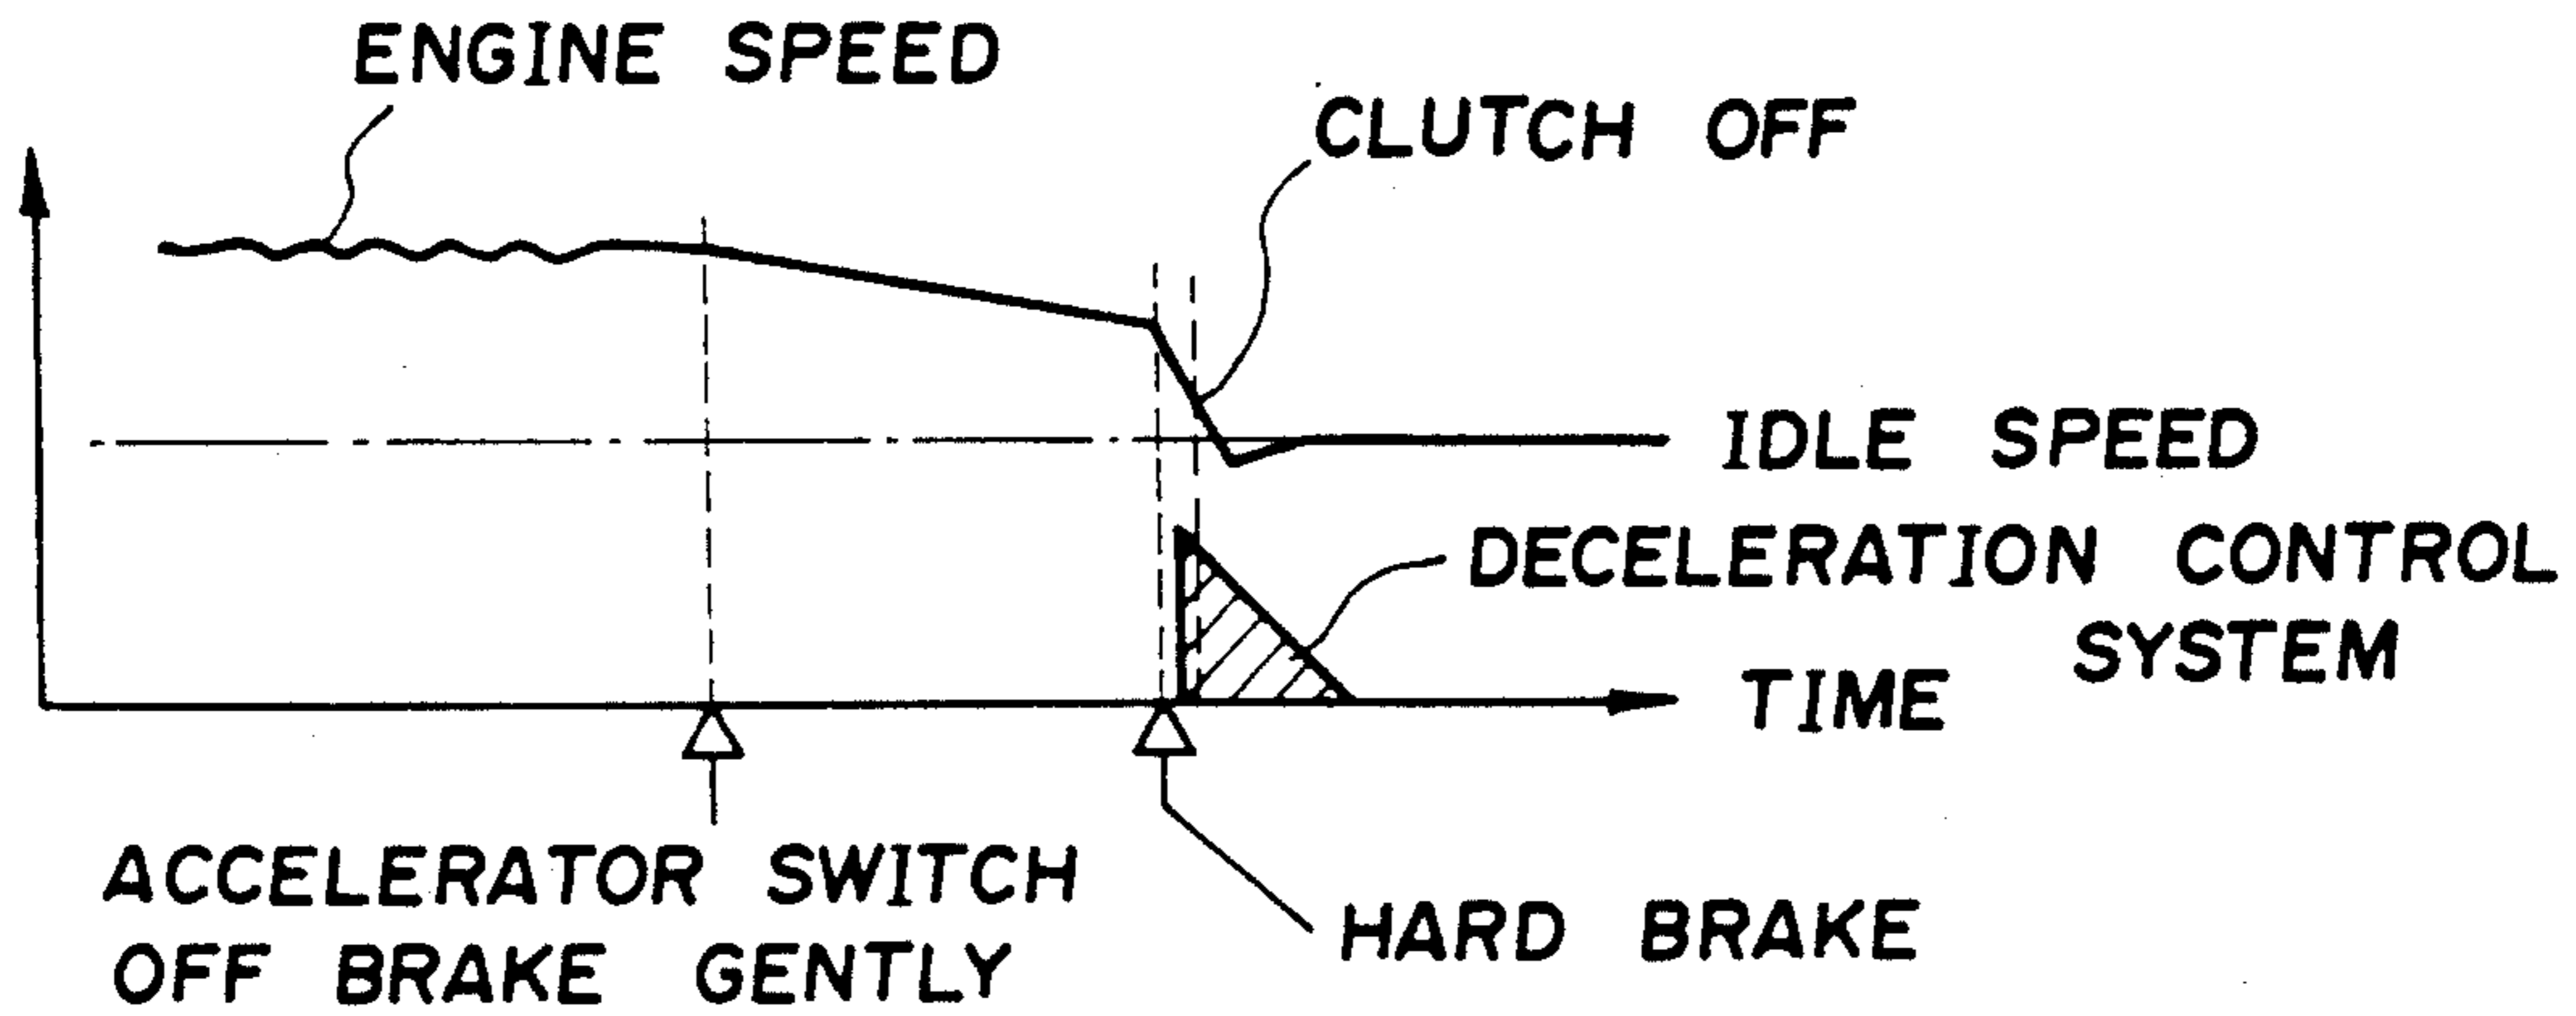 ENGINE SPEED
CLUTCH OFF
IDLE SPEED
DECELERATION CONTROL
SYSTEM
TIME
ACCELERATOR SWITCH
OFF BRAKE GENTLY
HARD BRAKE